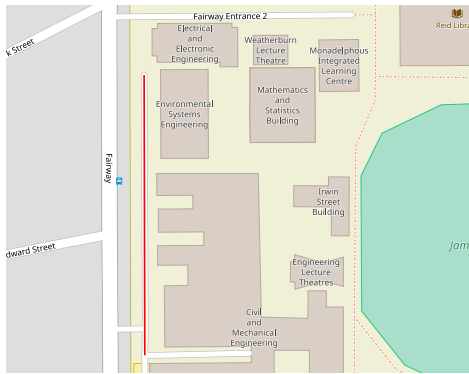 Fairway Entrance 2
Reid Libra
k Street
Electrical
and
Electronic
Engineering
Weatherburn
Lecture
Theatre
Monadelphous
Integrated
Learning
Centre
Environmental
Systems
Engineering
Mathematics
and
Statistics
Building
Fairway
Irwin
Street
Building
dward Street
Jam
Engineering
Lecture
Theatres
Civil
and
Mechanical
Engineering